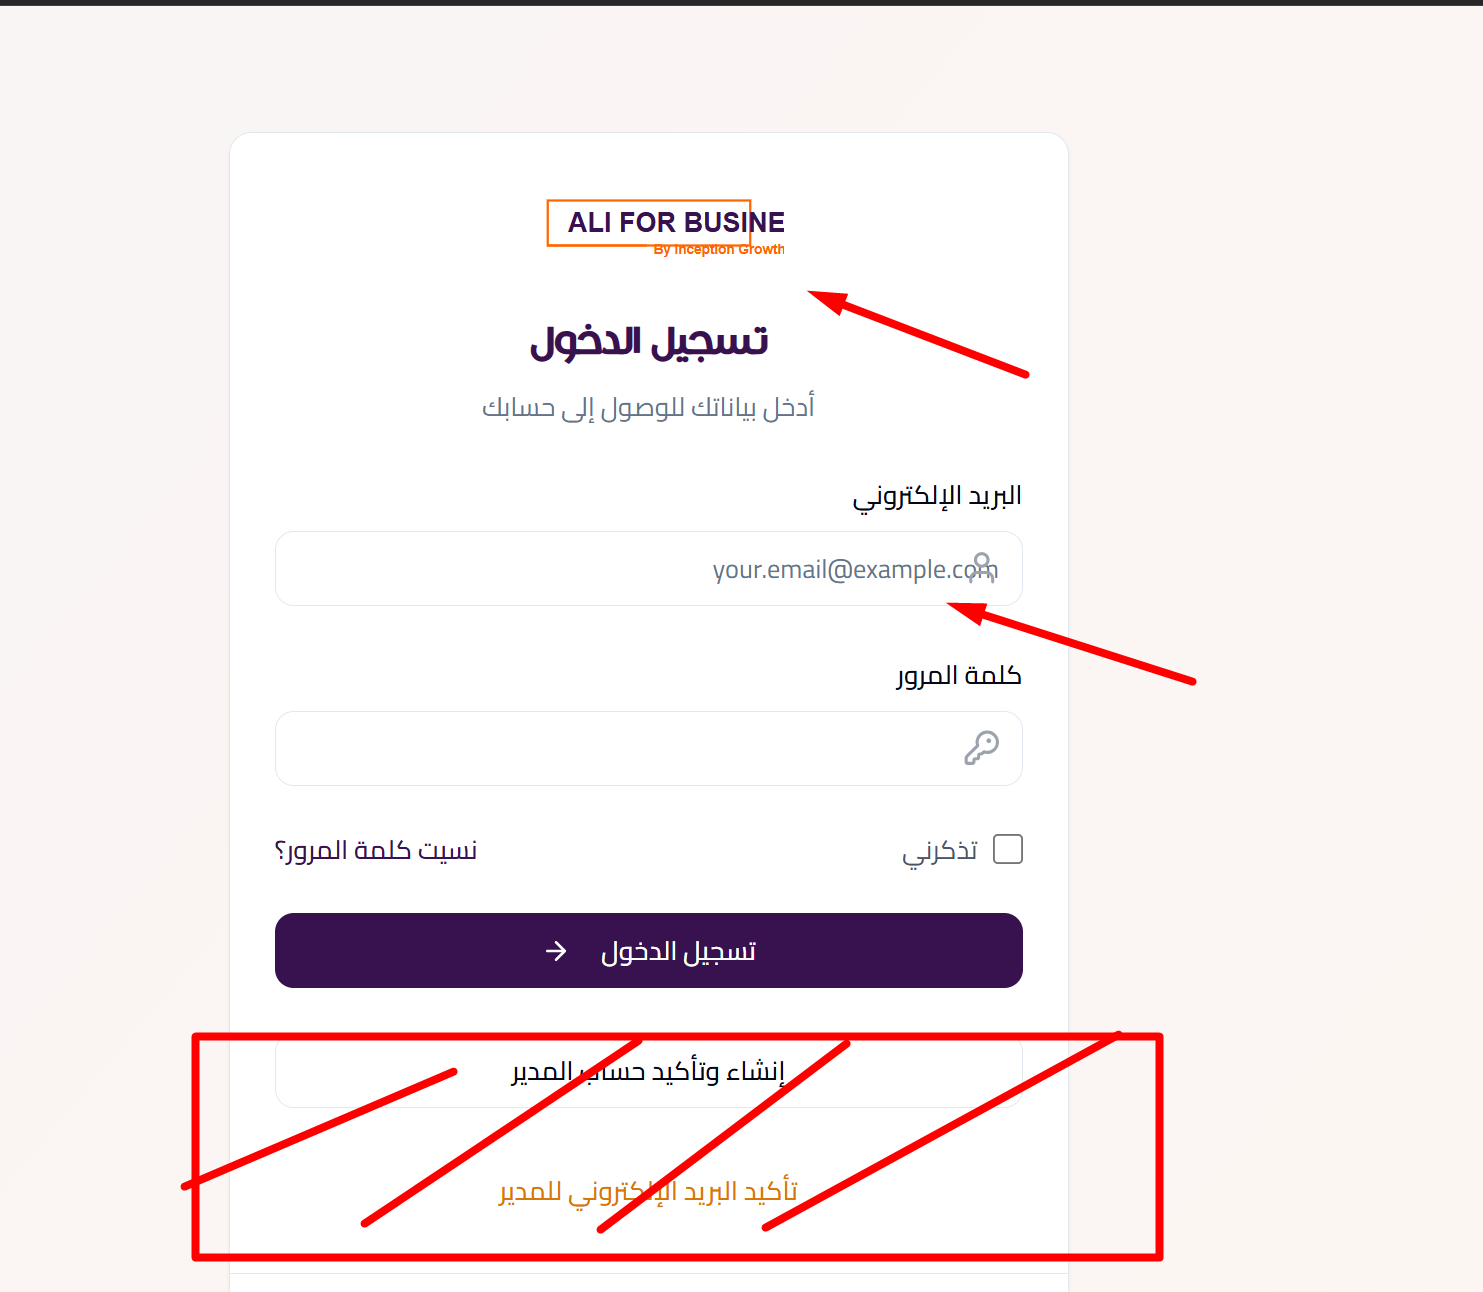 ALI FOR BUSINE
By Inception Growth
تسجيل الدخول
أدخل بياناتك للوصول إلى حسابك
البريد الإلكتروني
your.email@example.com
كلمة المرور
تذكرني
نسيت كلمة المرور؟
تسجيل الدخول
إنشاء وتأكيد حساب المدير
تأكيد البريد الإلكتروني للمدير